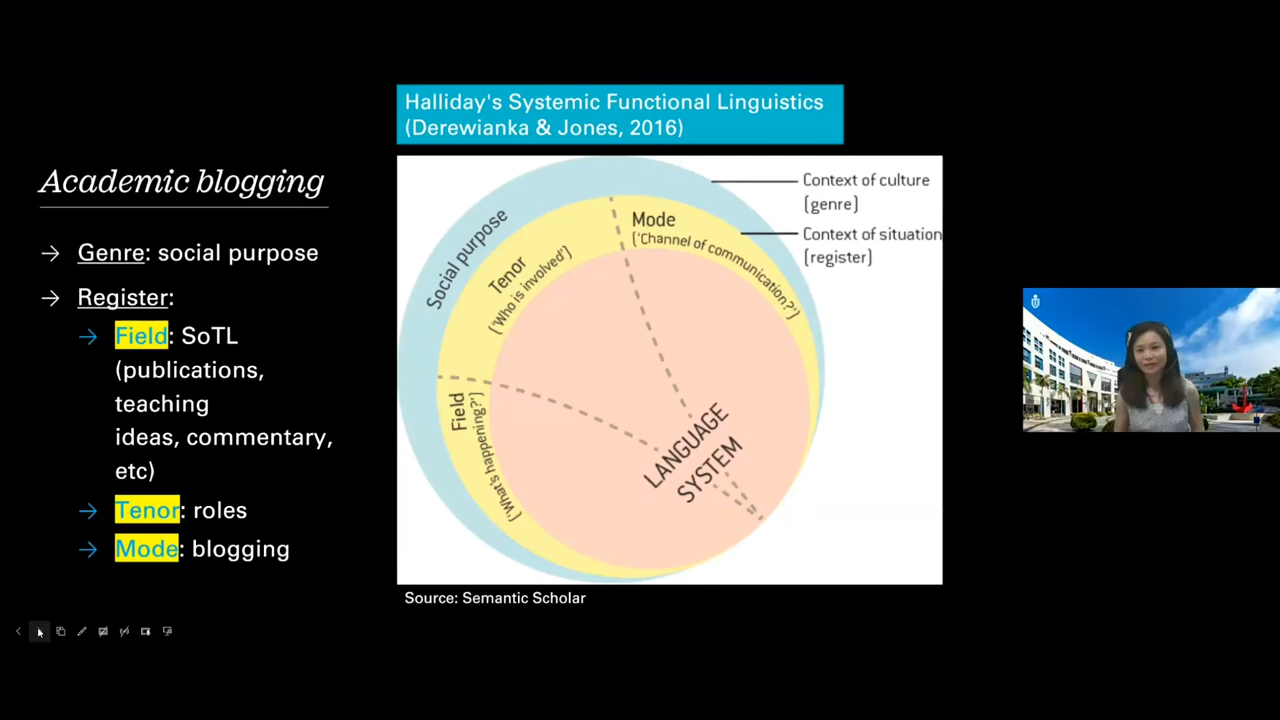 Halliday's Systemic Functional Linguistics
(Derewianka & Jones, 2016)
Academic blogging
→ Genre: social purpose
→ Register:
→ Field: SoTL
(publications,
teaching
ideas, commentary,
etc)
→ Tenor: roles
→ Mode: blogging
Context of culture
(genre)
Context of situation
(register)
Social purpose
Tenor
('Who is involved')
Mode
('Channel of communication?')
Field
('What's happening?')
LANGUAGE
SYSTEM
Source: Semantic Scholar